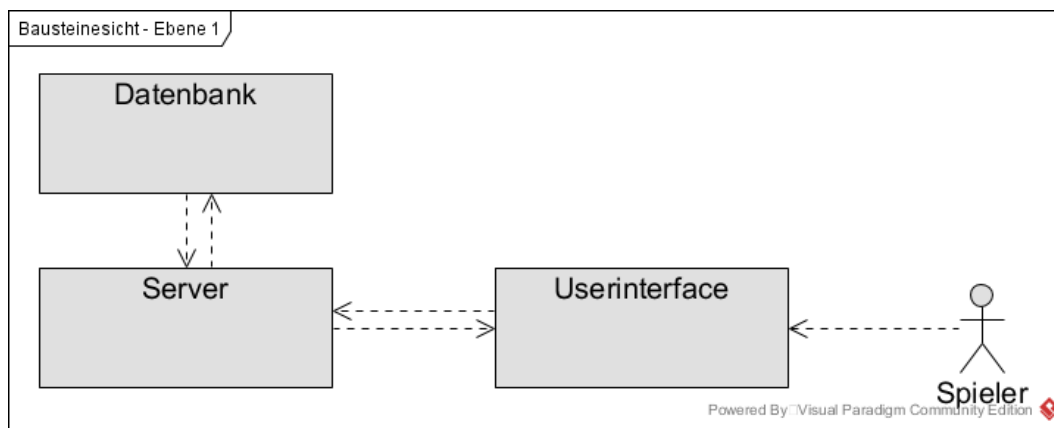 Bausteinesicht - Ebene 1
Datenbank
Server
Userinterface
Spieler
Powered By Visual Paradigm Community Edition